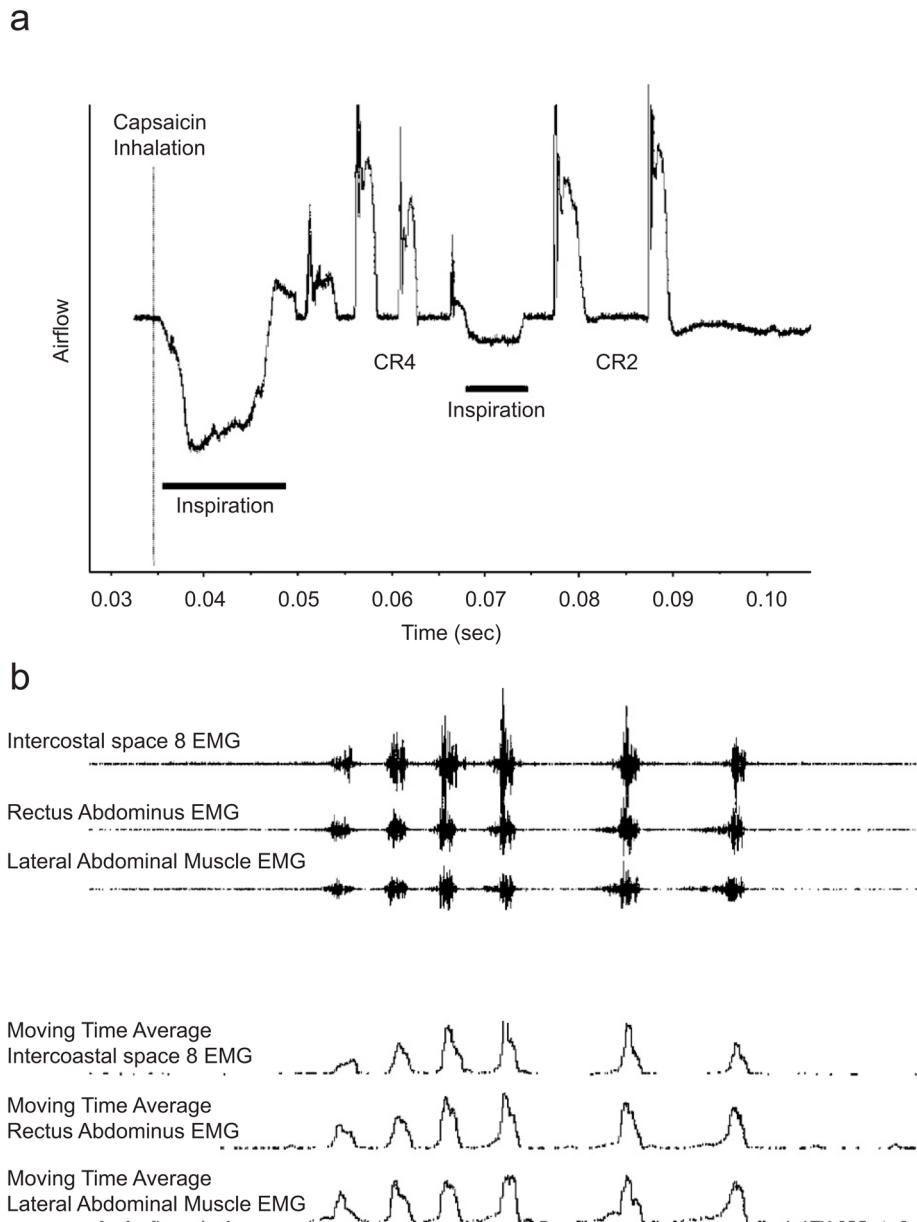 a
Capsaicin
Inhalation
Airflow
CR4
CR2
Inspiration
Inspiration
0.03 0.04 0.05 0.06 0.07 0.08 0.09 0.10
Time (sec)
b
Intercostal space 8 EMG
Rectus Abdominus EMG
Lateral Abdominal Muscle EMG
Moving Time Average
Intercoastal space 8 EMG
Moving Time Average
Rectus Abdominus EMG
Moving Time Average
Lateral Abdominal Muscle EMG